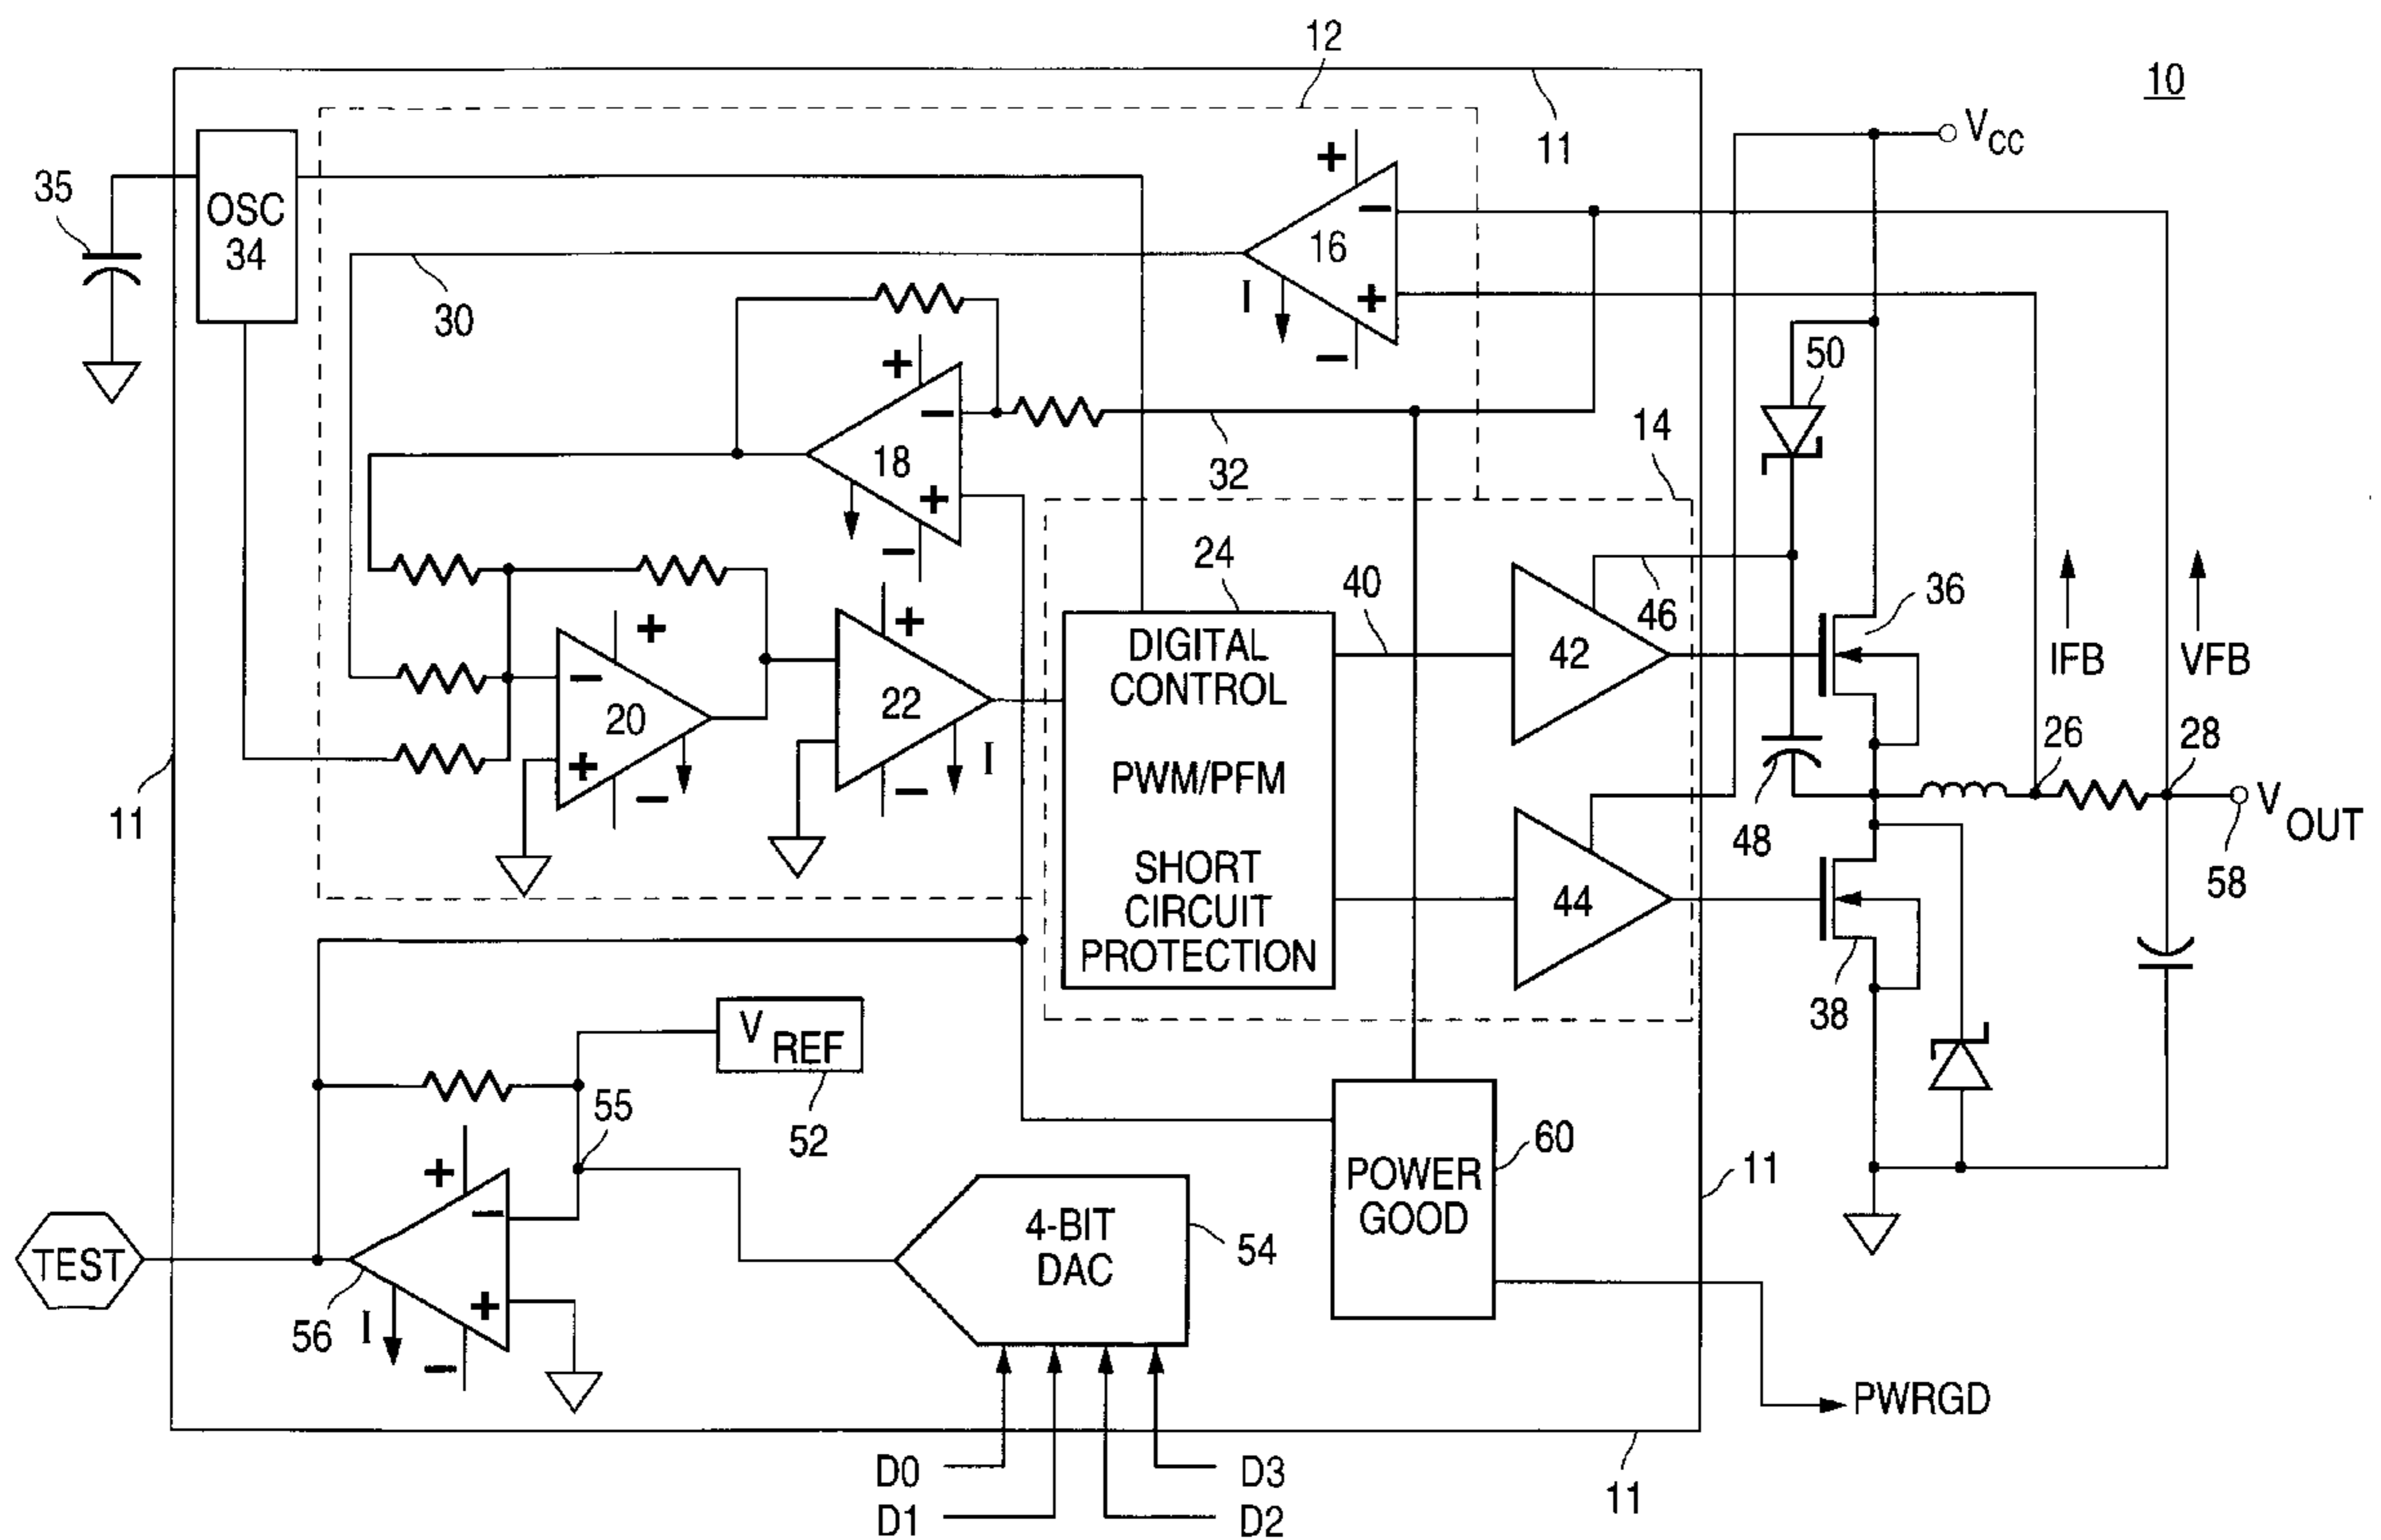 12
10
11
V CC
35
OSC
34
+
−
16
+
−
I
30
50
+
−
18
+
−
14
32
24
40
46
36
+
−
20
+
−
+
22
−
I
DIGITAL
CONTROL
PWM/PFM
SHORT
CIRCUIT
PROTECTION
42
44
IFB
VFB
26
28
48
V OUT
58
11
38
V REF
52
55
60
POWER
GOOD
11
+
−
+
−
56
I
TEST
4-BIT
DAC
54
PWRGD
D0
D3
D1
D2
11